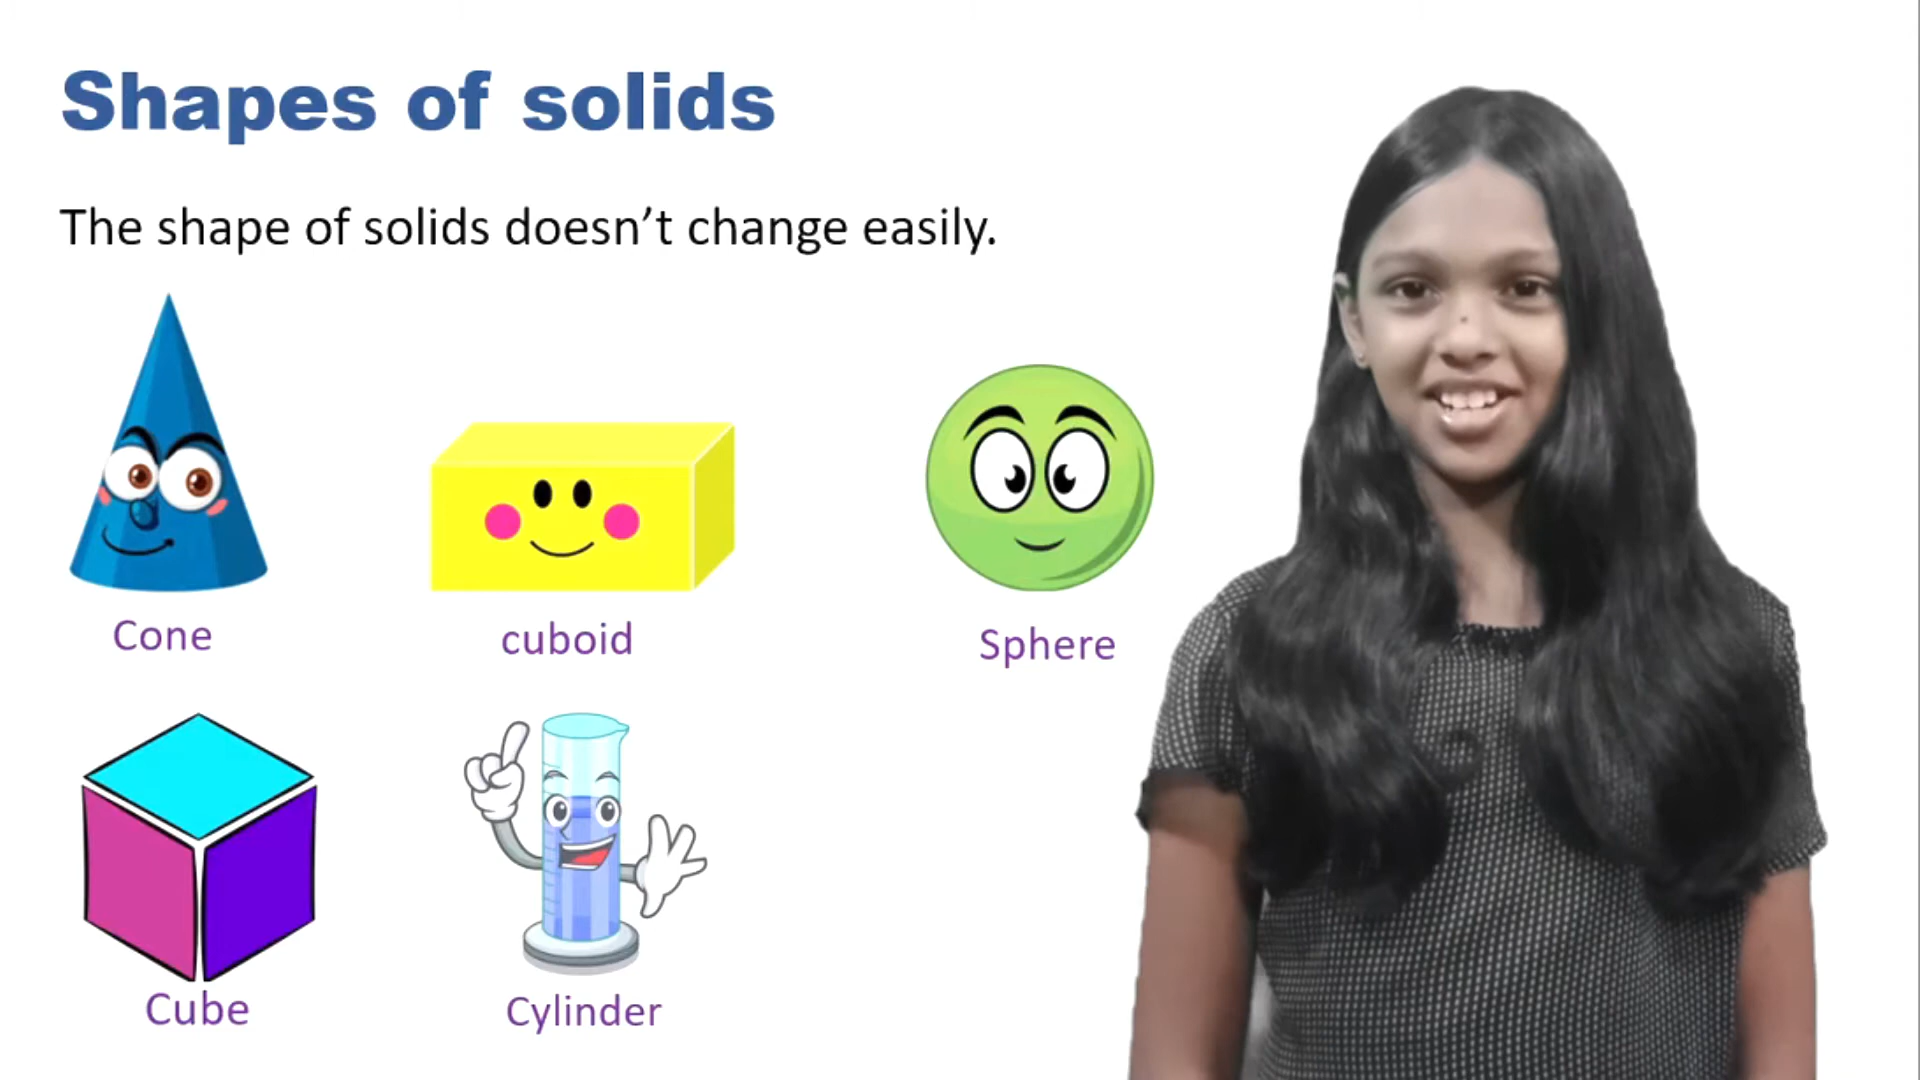 Shapes of solids
The shape of solids doesn’t change easily.
Cone
cuboid
Sphere
Cube
Cylinder